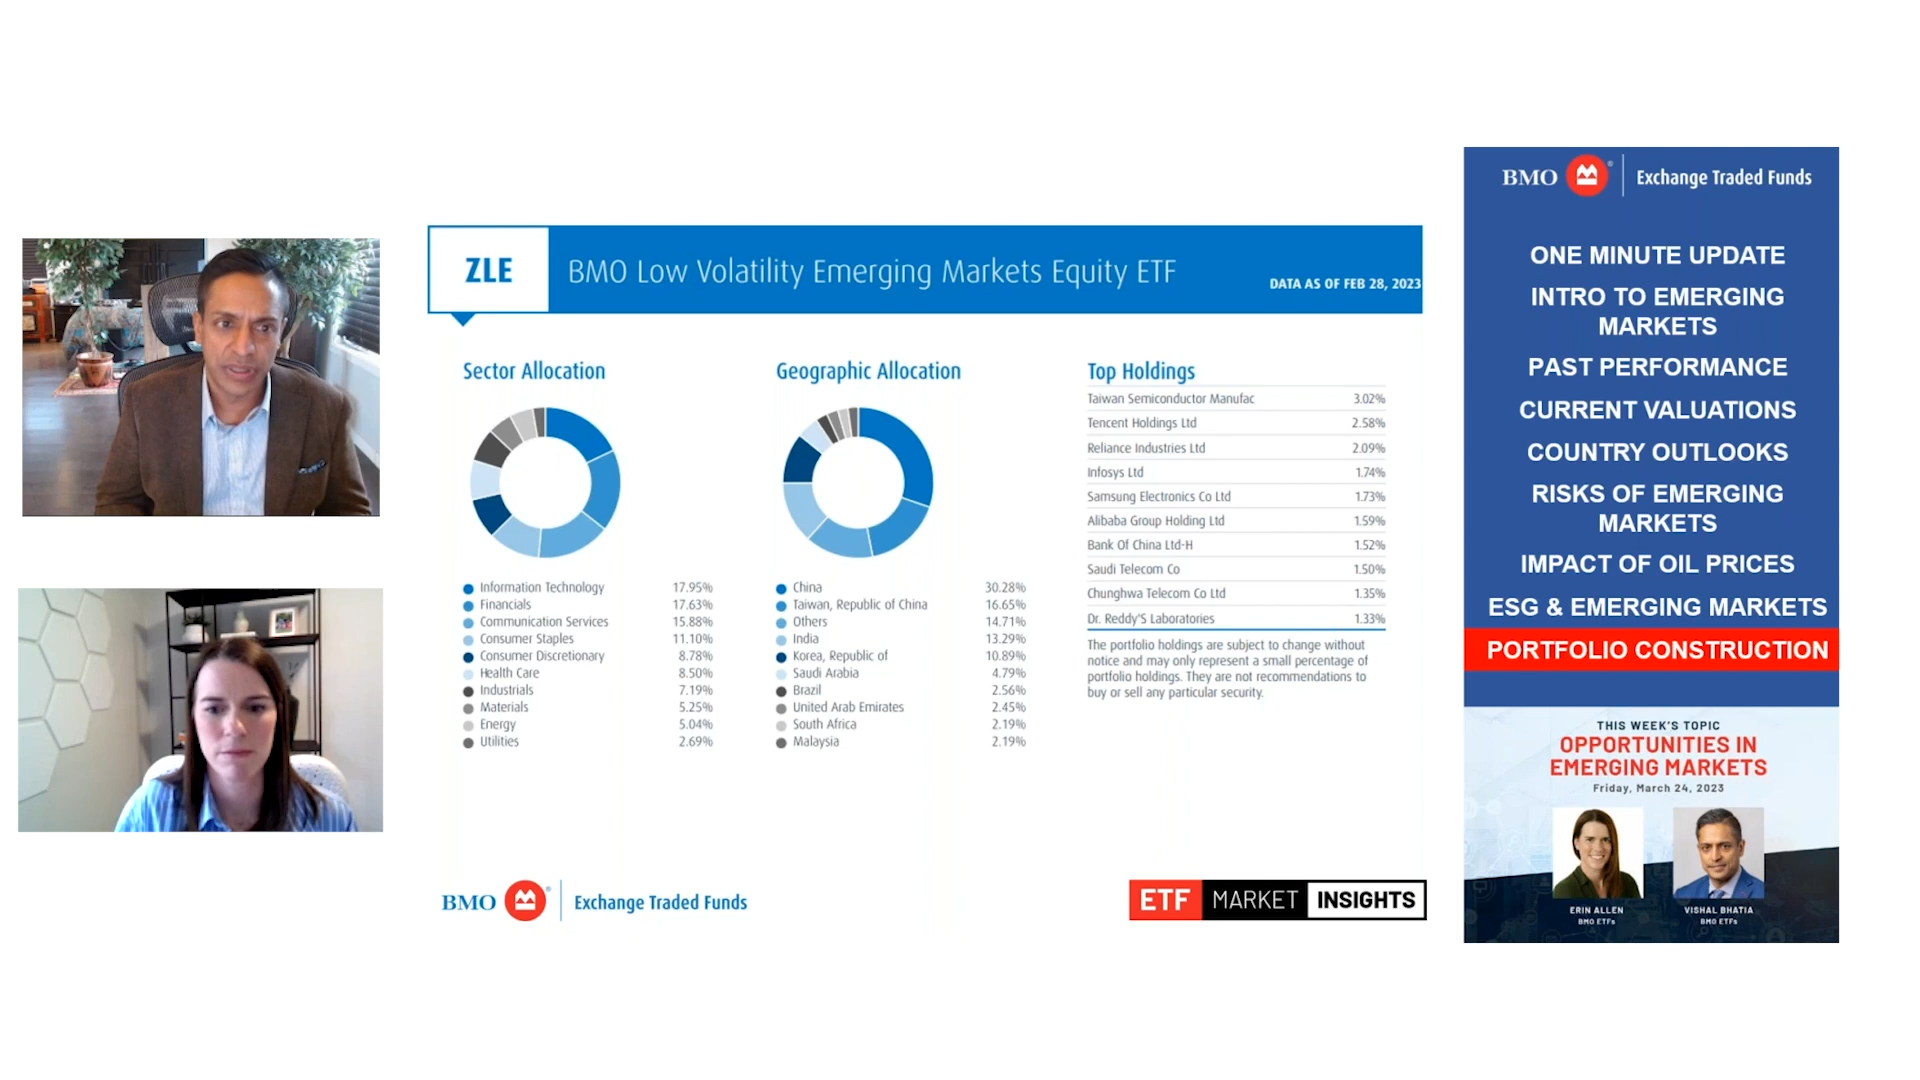 ZLE
BMO Low Volatility Emerging Markets Equity ETF
DATA AS OF FEB 28, 2023
Sector Allocation
Information Technology 17.95%
Financials 17.63%
Communication Services 15.88%
Consumer Staples 11.10%
Consumer Discretionary 8.78%
Health Care 8.50%
Industrials 7.19%
Materials 5.25%
Energy 5.04%
Utilities 2.69%
Geographic Allocation
China 30.28%
Taiwan, Republic of China 16.65%
Others 14.71%
India 13.29%
Korea, Republic of 10.89%
Saudi Arabia 4.79%
Brazil 2.56%
United Arab Emirates 2.45%
South Africa 2.19%
Malaysia 2.19%
Top Holdings
Taiwan Semiconductor Manufac 3.02%
Tencent Holdings Ltd 2.58%
Reliance Industries Ltd 2.09%
Infosys Ltd 1.74%
Samsung Electronics Co Ltd 1.73%
Alibaba Group Holding Ltd 1.59%
Bank Of China Ltd-H 1.52%
Saudi Telecom Co 1.50%
Chunghwa Telecom Co Ltd 1.35%
Dr. Reddy'S Laboratories 1.33%
The portfolio holdings are subject to change without
notice and may only represent a small percentage of
portfolio holdings. They are not recommendations to
buy or sell any particular security.
BMO ® Exchange Traded Funds
ETF MARKET INSIGHTS
BMO ® Exchange Traded Funds
ONE MINUTE UPDATE
INTRO TO EMERGING
MARKETS
PAST PERFORMANCE
CURRENT VALUATIONS
COUNTRY OUTLOOKS
RISKS OF EMERGING
MARKETS
IMPACT OF OIL PRICES
ESG & EMERGING MARKETS
PORTFOLIO CONSTRUCTION
THIS WEEK'S TOPIC
OPPORTUNITIES IN
EMERGING MARKETS
Friday, March 24, 2023
ERIN ALLEN
BMO ETFs
VISHAL BHATIA
BMO ETFs